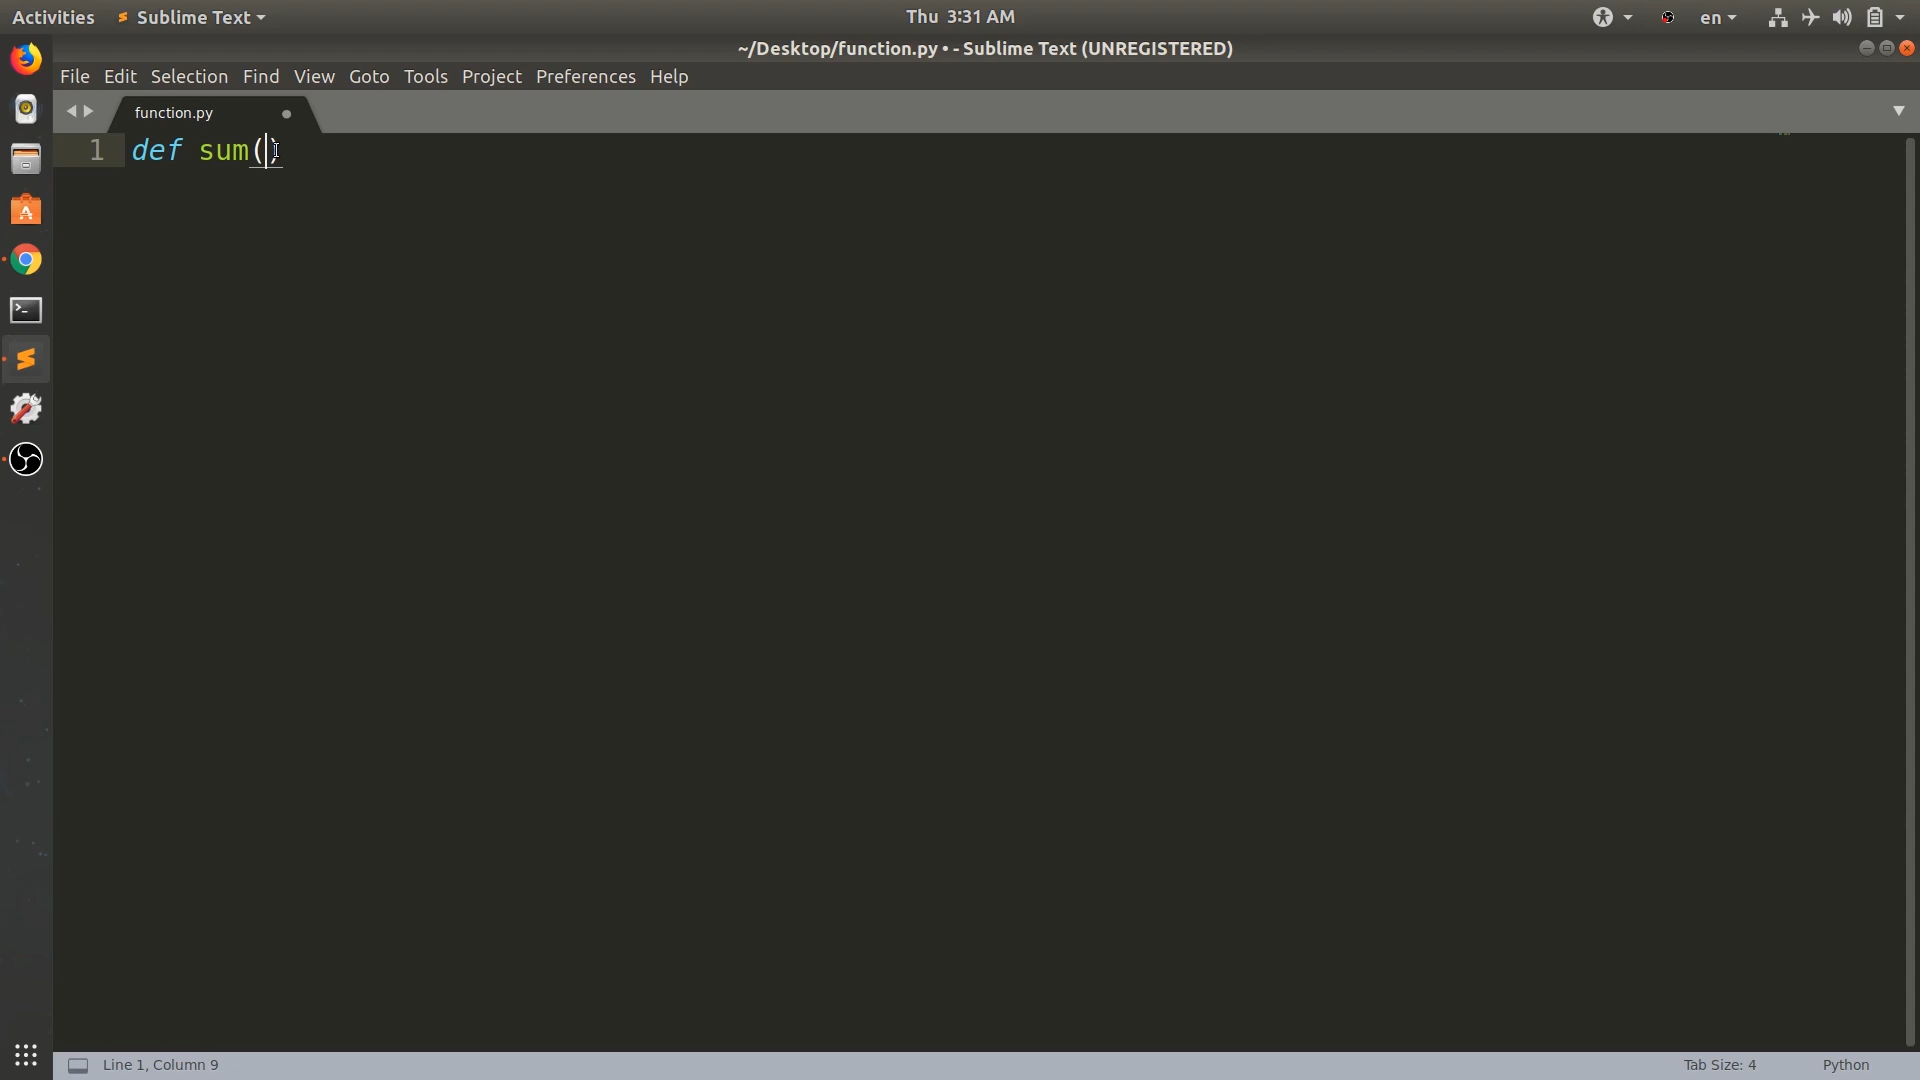 Activities Sublime Text Thu 3:31 AM en
~/Desktop/function.py • - Sublime Text (UNREGISTERED)
File Edit Selection Find View Goto Tools Project Preferences Help
function.py
1 def sum()
Line 1, Column 9 Tab Size: 4 Python